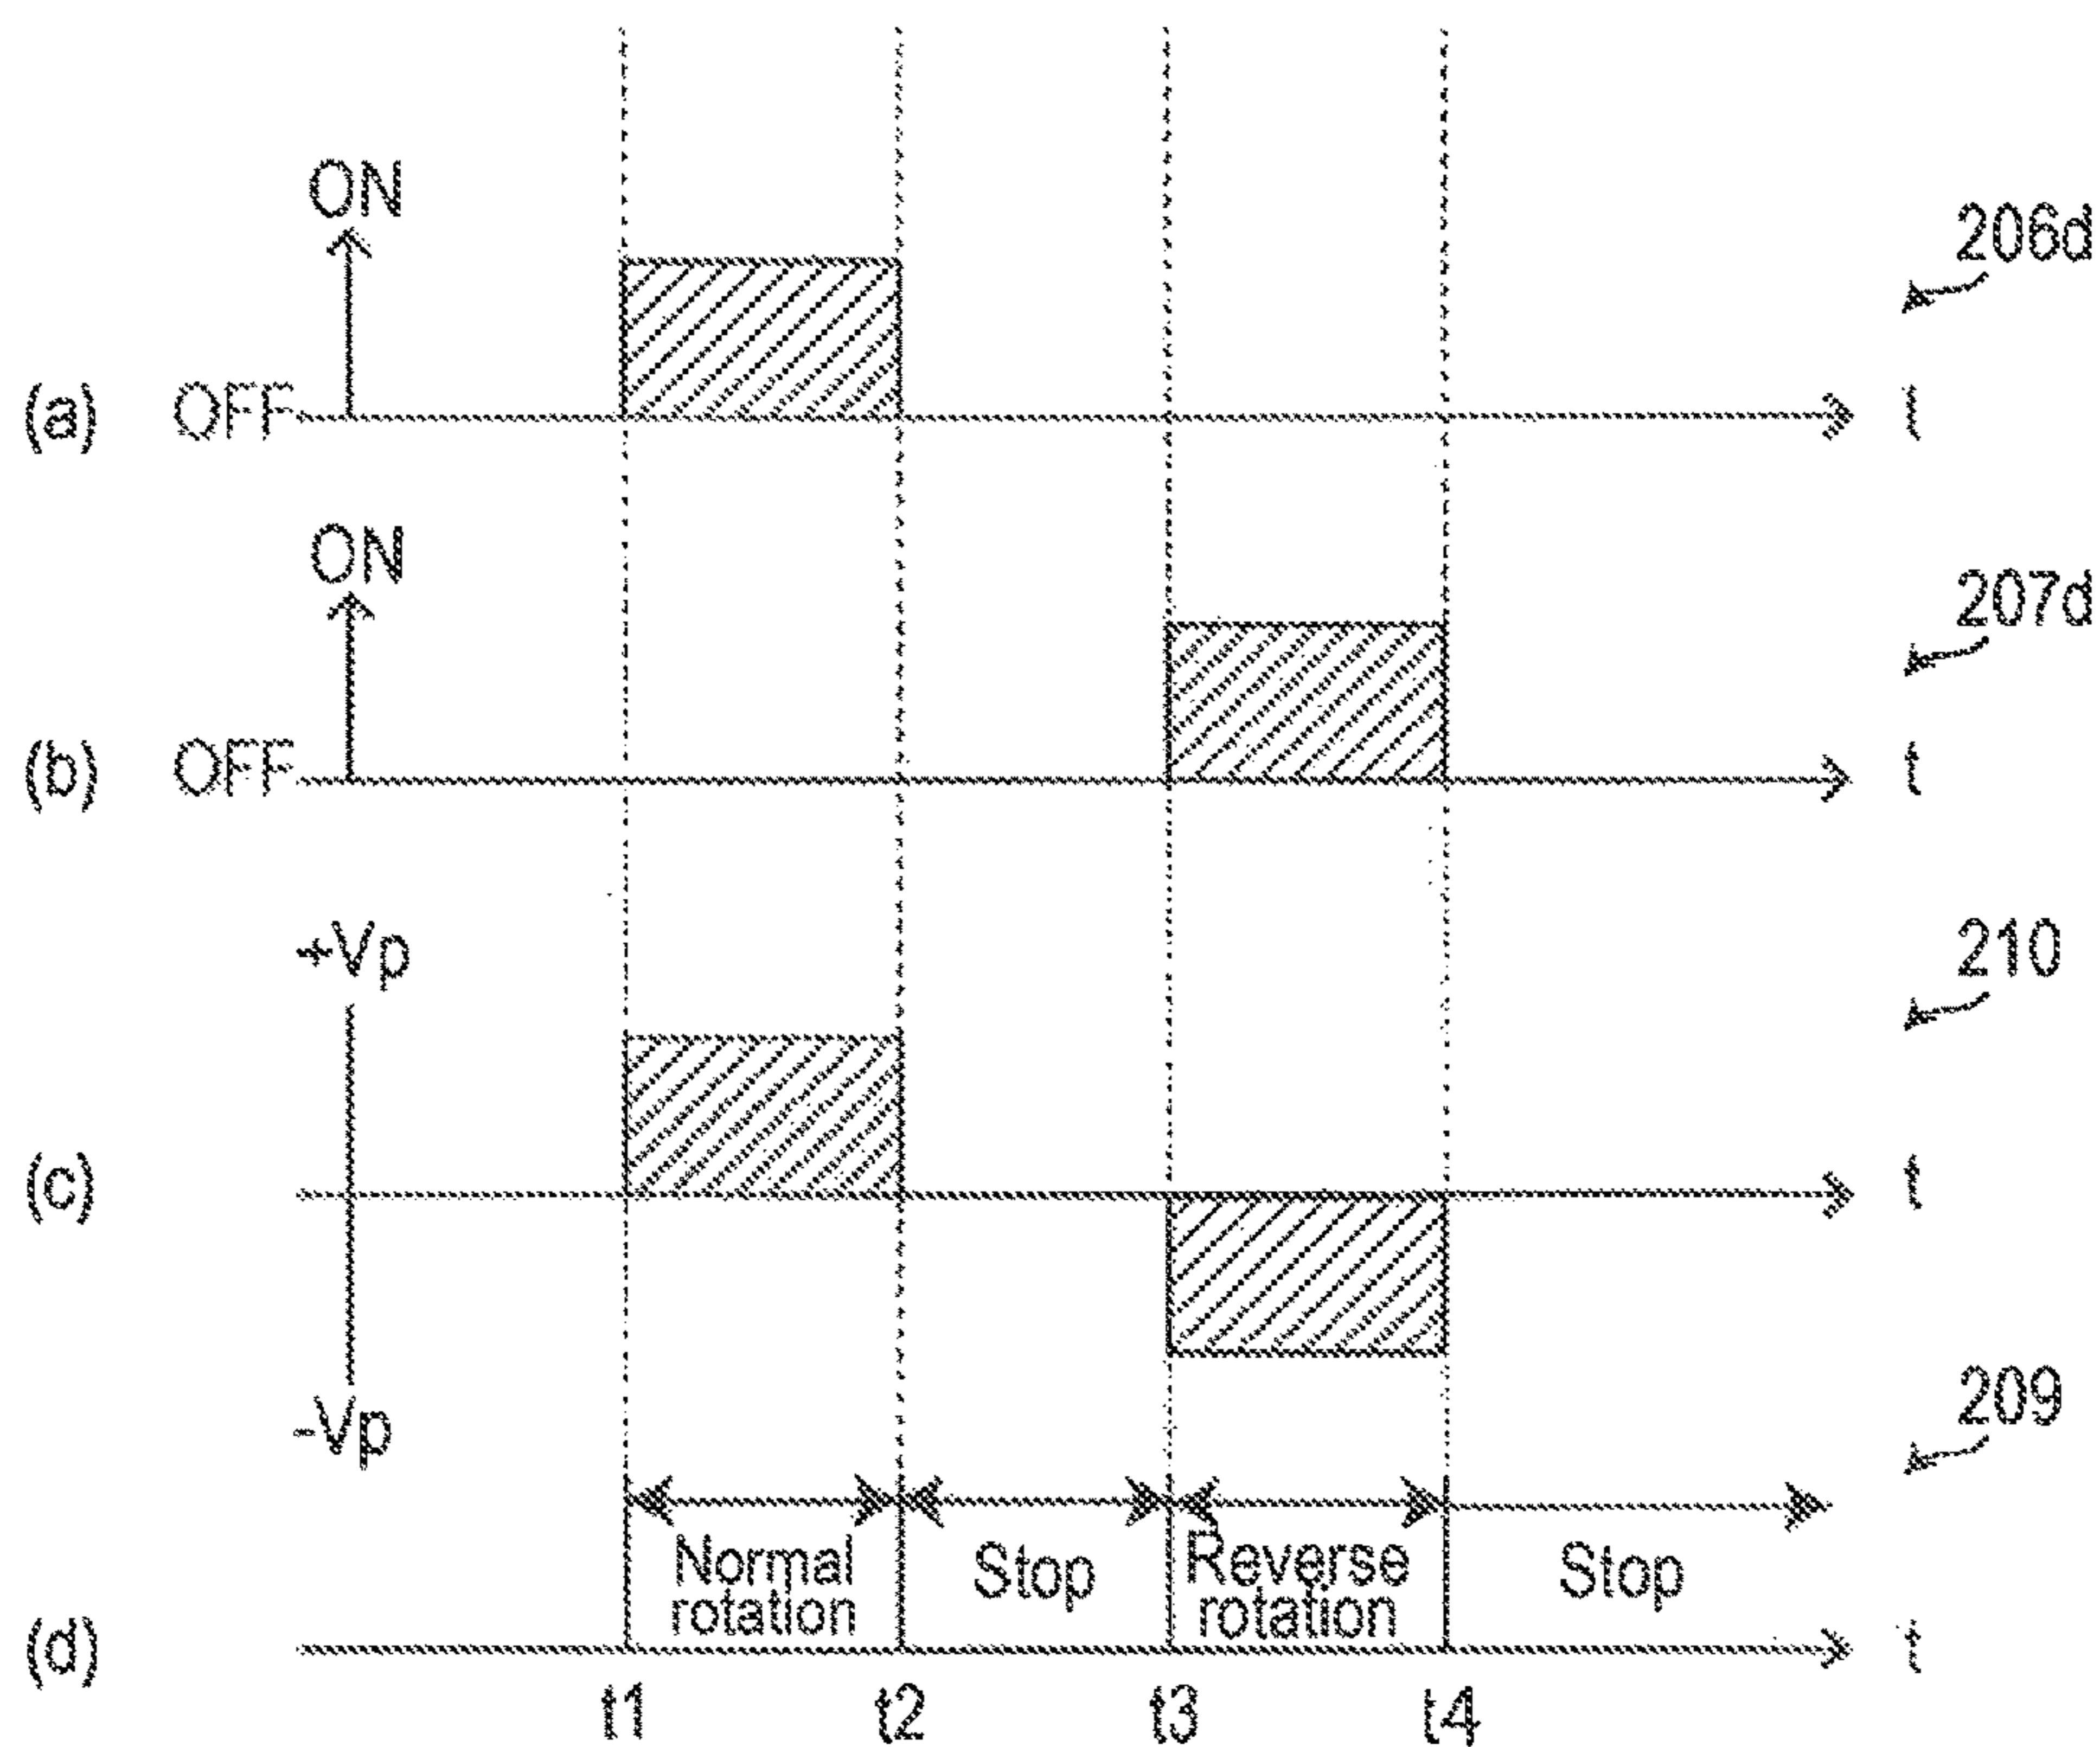 ON
206d
(a) OFF t
ON
207d
(b) OFF t
+Vp 210
(c) t
-Vp 209
Normal rotation
Stop
Reverse rotation
Stop
(d) t
t1 t2 t3 t4